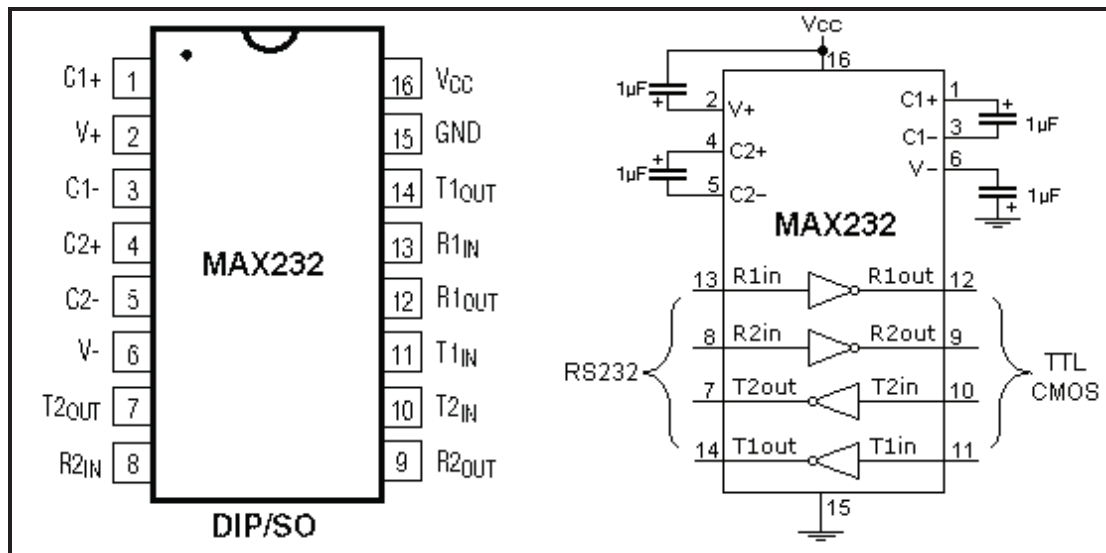 C1+ 1
V+ 2
C1- 3
C2+ 4
C2- 5
V- 6
T2OUT 7
R2IN 8
MAX232
16 VCC
15 GND
14 T1OUT
13 R1IN
12 R1OUT
11 T1IN
10 T2IN
9 R2OUT
DIP/SO
Vcc
16
1µF
+
2 V+
4 C2+
1µF
+
5 C2-
C1+ 1
+
1µF
C1- 3
V- 6
1µF
+
MAX232
13 R1in R1out 12
8 R2in R2out 9
RS232
TTL
CMOS
7 T2out T2in 10
14 T1out T1in 11
15